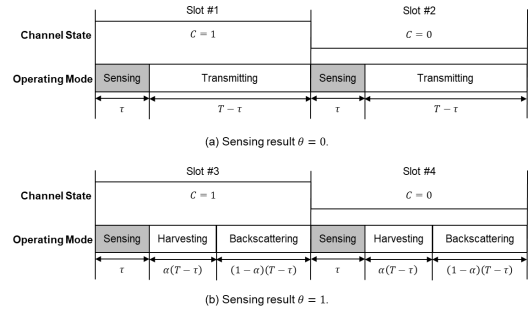 Slot #1 Slot #2
Channel State C = 1 C = 0
Operating Mode Sensing Transmitting Sensing Transmitting
τ T − τ τ T − τ
(a) Sensing result θ = 0.
Slot #3 Slot #4
Channel State C = 1 C = 0
Operating Mode Sensing Harvesting Backscattering Sensing Harvesting Backscattering
τ α(T − τ) (1 − α)(T − τ) τ α(T − τ) (1 − α)(T − τ)
(b) Sensing result θ = 1.